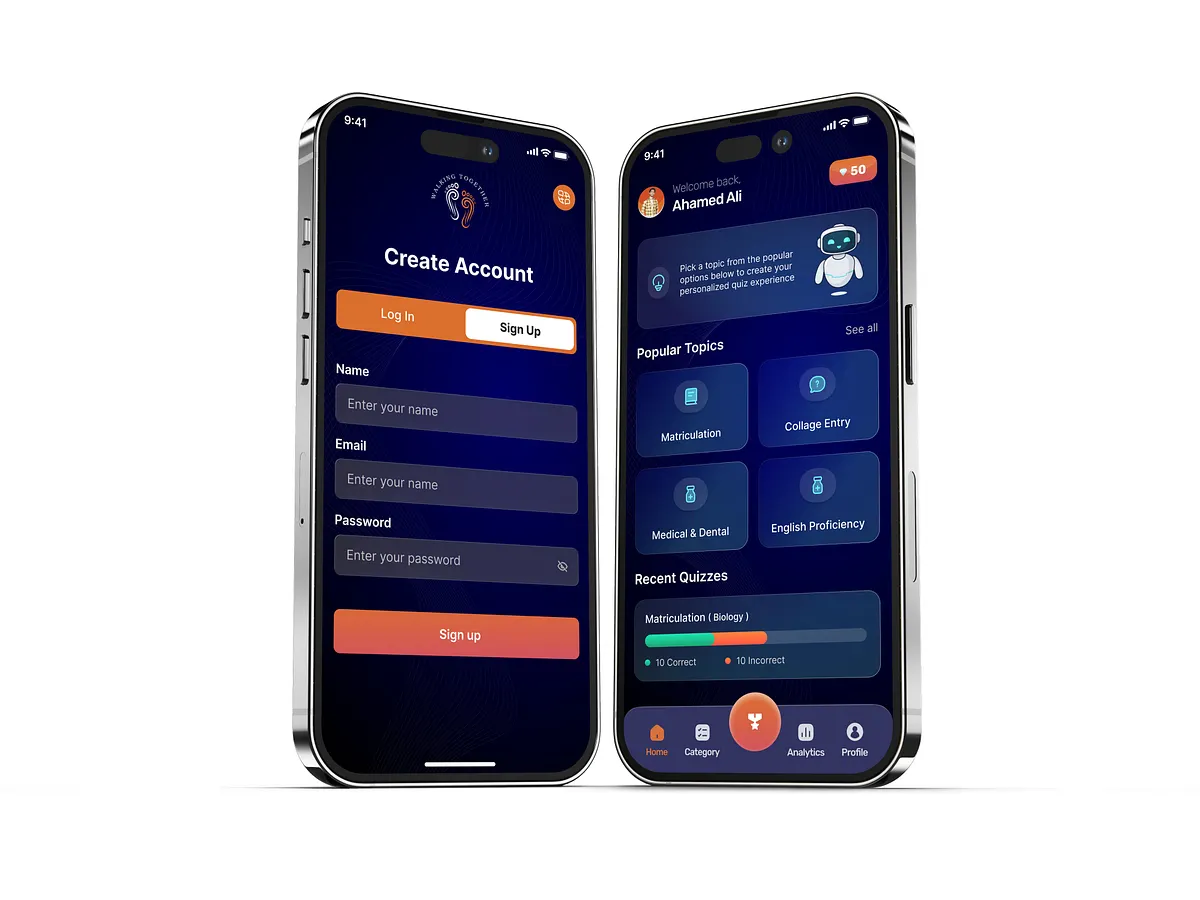 9:41
WALKING TOGETHER
Create Account
Log In
Sign Up
Name
Enter your name
Email
Enter your name
Password
Enter your password
Sign up
9:41
50
Welcome back,
Ahamed Ali
Pick a topic from the popular
options below to create your
personalized quiz experience
See all
Popular Topics
Matriculation
Collage Entry
Medical & Dental
English Proficiency
Recent Quizzes
Matriculation ( Biology )
10 Correct
10 Incorrect
Home
Category
Analytics
Profile